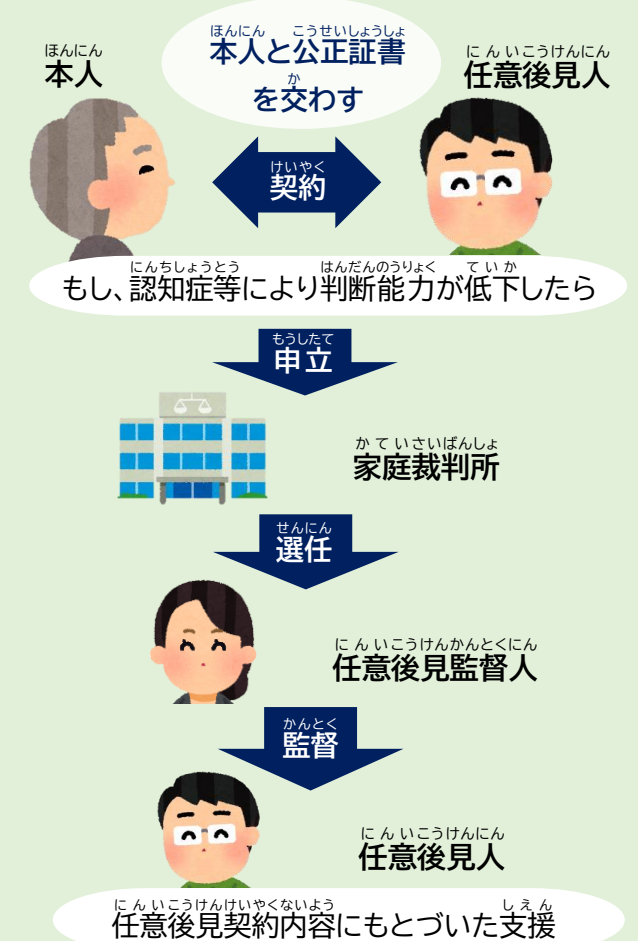 ほんにん こうせいしょうしょ
本人と公正証書
か
を交わす
ほんにん
本人
にんいこうけんにん
任意後見人
けいやく
契約
にんちしょうとう はんだんのうりょく ていか
もし、認知症等により判断能力が低下したら
もうしたて
申立
かていさいばんしょ
家庭裁判所
せんにん
選任
にんいこうけんかんとくにん
任意後見監督人
かんとく
監督
にんいこうけんにん
任意後見人
にんいこうけんけいやくないよう しえん
任意後見契約内容にもとづいた支援